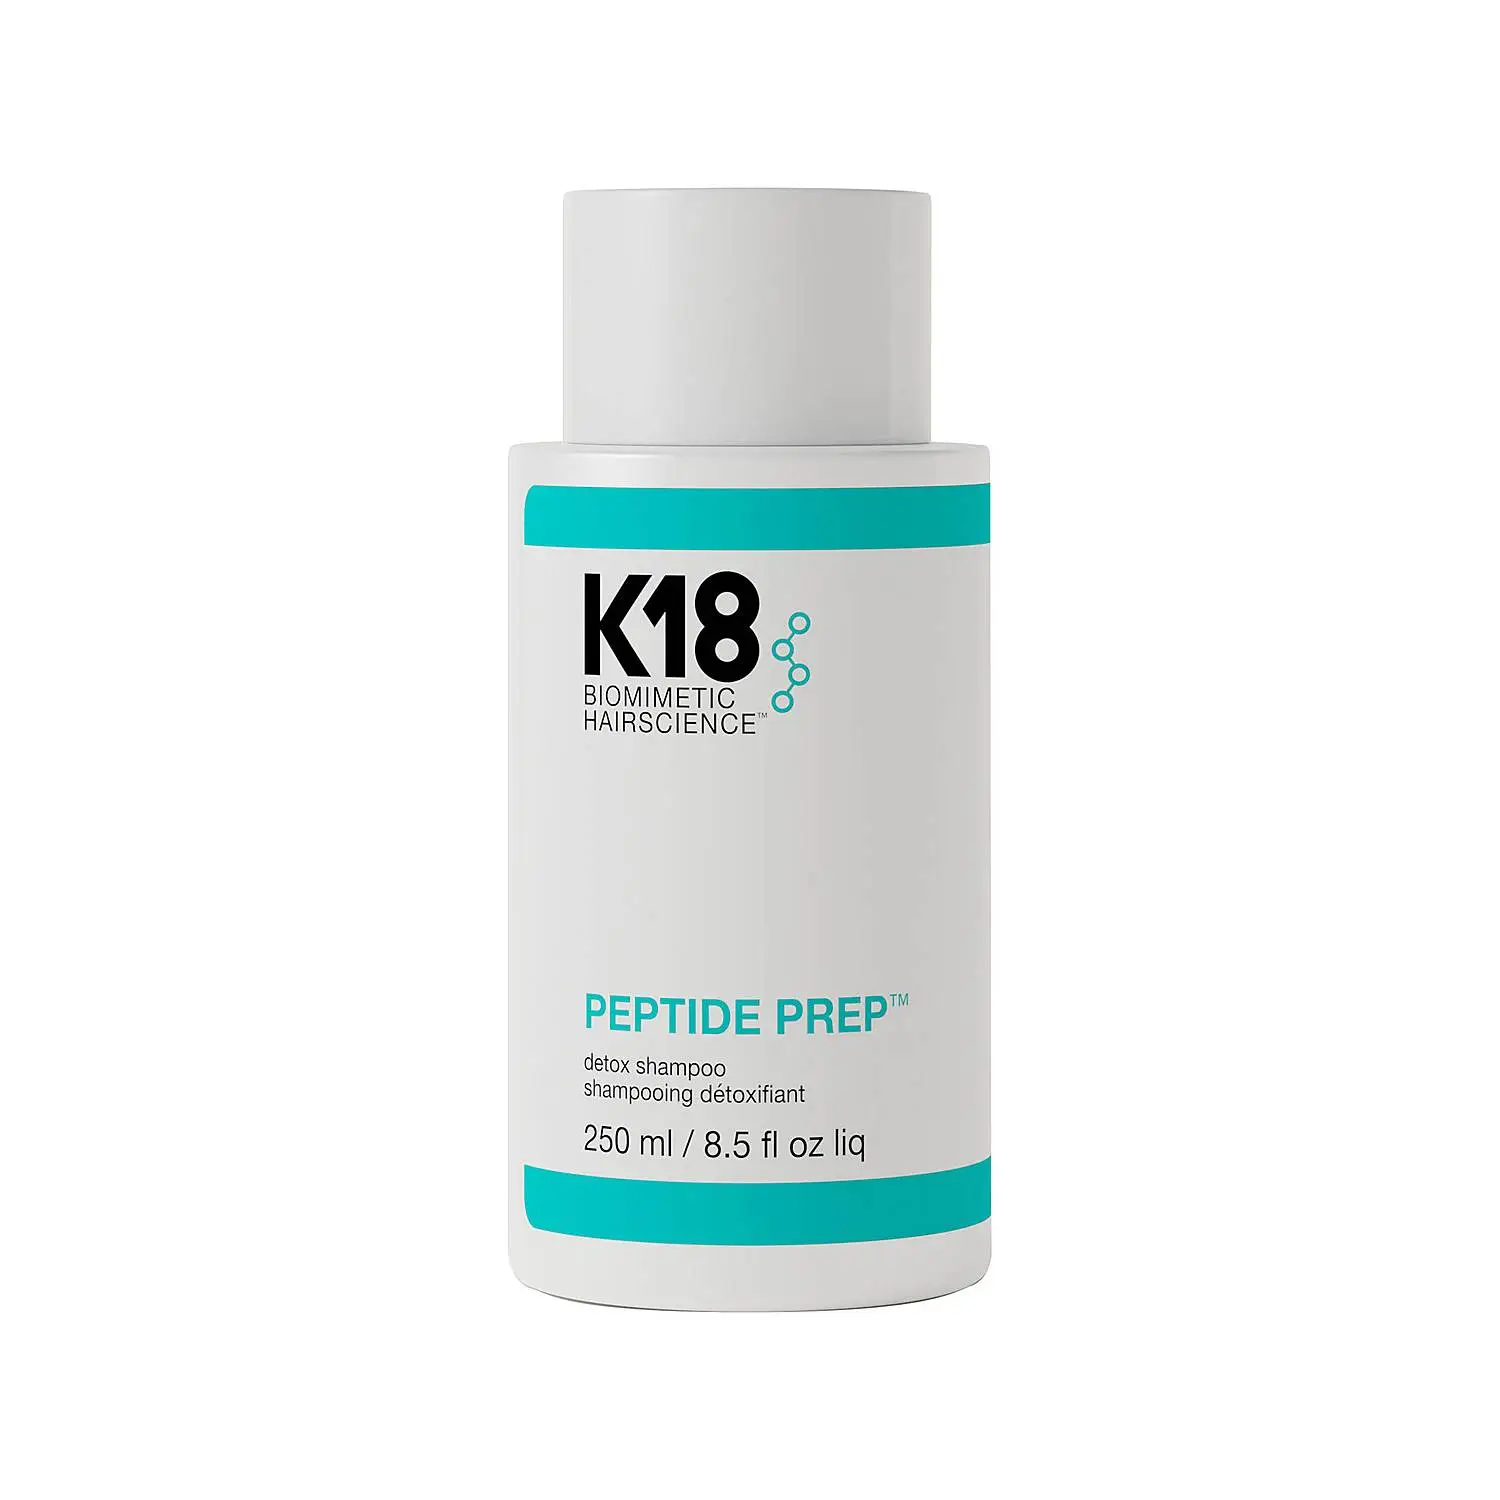 K18
BIOMIMETIC
HAIRSCIENCE™
PEPTIDE PREP™
detox shampoo
shampooing détoxifiant
250 ml / 8.5 fl oz liq